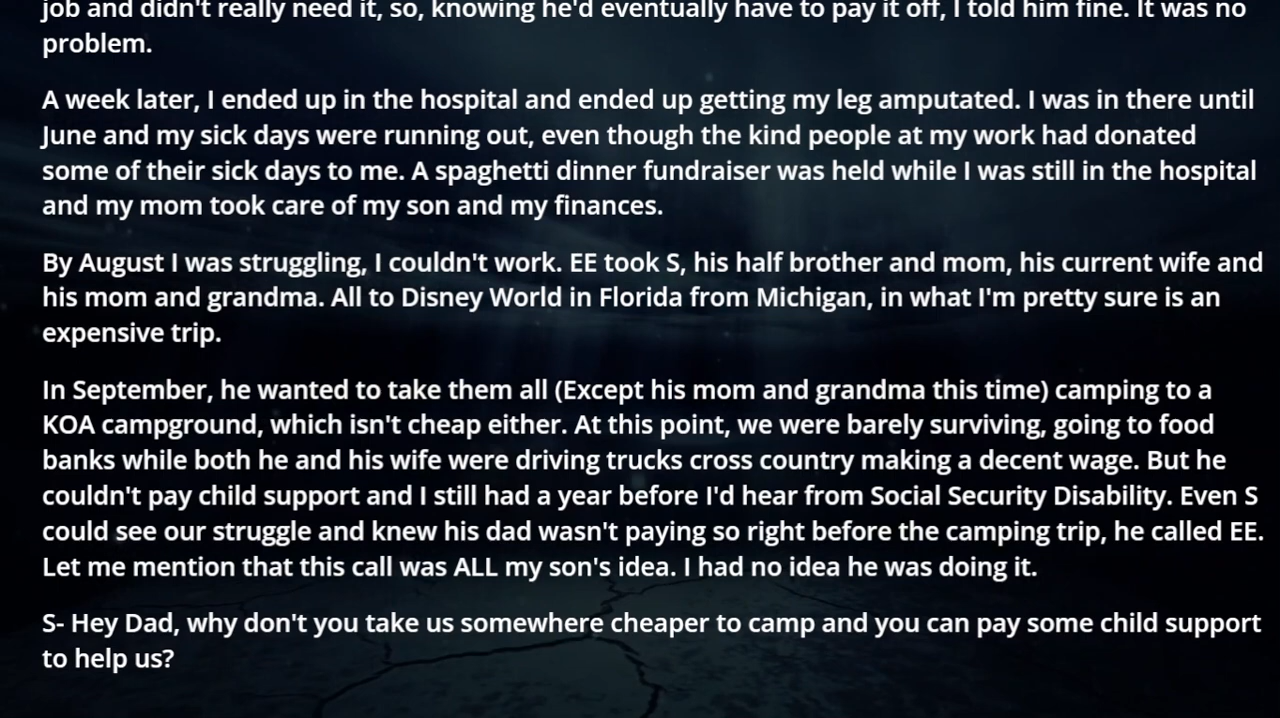 job and didn't really need it, so, knowing he'd eventually have to pay it off, I told him fine. It was no
problem.
A week later, I ended up in the hospital and ended up getting my leg amputated. I was in there until
June and my sick days were running out, even though the kind people at my work had donated
some of their sick days to me. A spaghetti dinner fundraiser was held while I was still in the hospital
and my mom took care of my son and my finances.
By August I was struggling, I couldn't work. EE took S, his half brother and mom, his current wife and
his mom and grandma. All to Disney World in Florida from Michigan, in what I'm pretty sure is an
expensive trip.
In September, he wanted to take them all (Except his mom and grandma this time) camping to a
KOA campground, which isn't cheap either. At this point, we were barely surviving, going to food
banks while both he and his wife were driving trucks cross country making a decent wage. But he
couldn't pay child support and I still had a year before I'd hear from Social Security Disability. Even S
could see our struggle and knew his dad wasn't paying so right before the camping trip, he called EE.
Let me mention that this call was ALL my son's idea. I had no idea he was doing it.
S- Hey Dad, why don't you take us somewhere cheaper to camp and you can pay some child support
to help us?